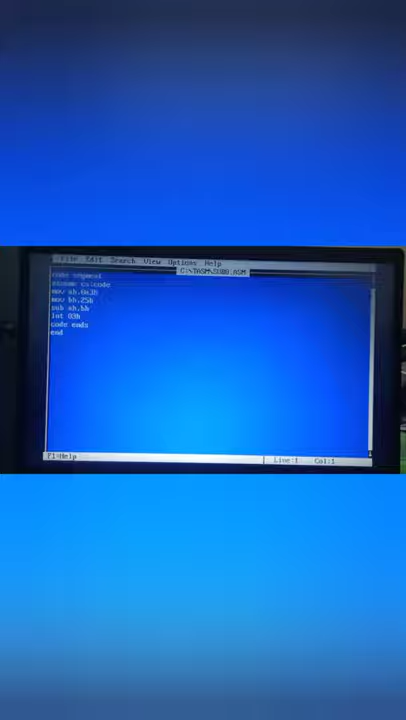 File Edit Search View Options Help
C:\TASM\SUBB.ASM
code segment
assume cs:code
mov ah,0a3h
mov bh,25h
sub ah,bh
int 03h
code ends
end
F1=Help Line:1 Col:1